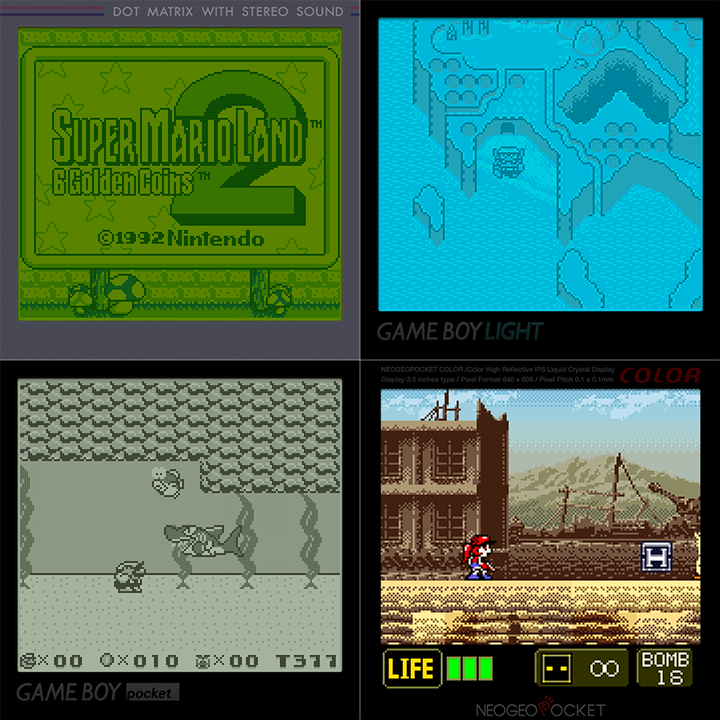 DOT MATRIX WITH STEREO SOUND
SUPER MARIO LAND™
2
6 Golden Coins™
©1992 Nintendo
GAME BOY LIGHT
×00 ×010 ×00 T377
GAME BOY pocket
NEOGEOPOCKET COLOR /Color High Reflective IPS Liquid Crystal Display
Display 3.5 inches type / Pixel Format 640 x 608 / Pixel Pitch 0.1 x 0.1mm
COLOR
H
LIFE ∞ BOMB
18
NEOGEO POCKET